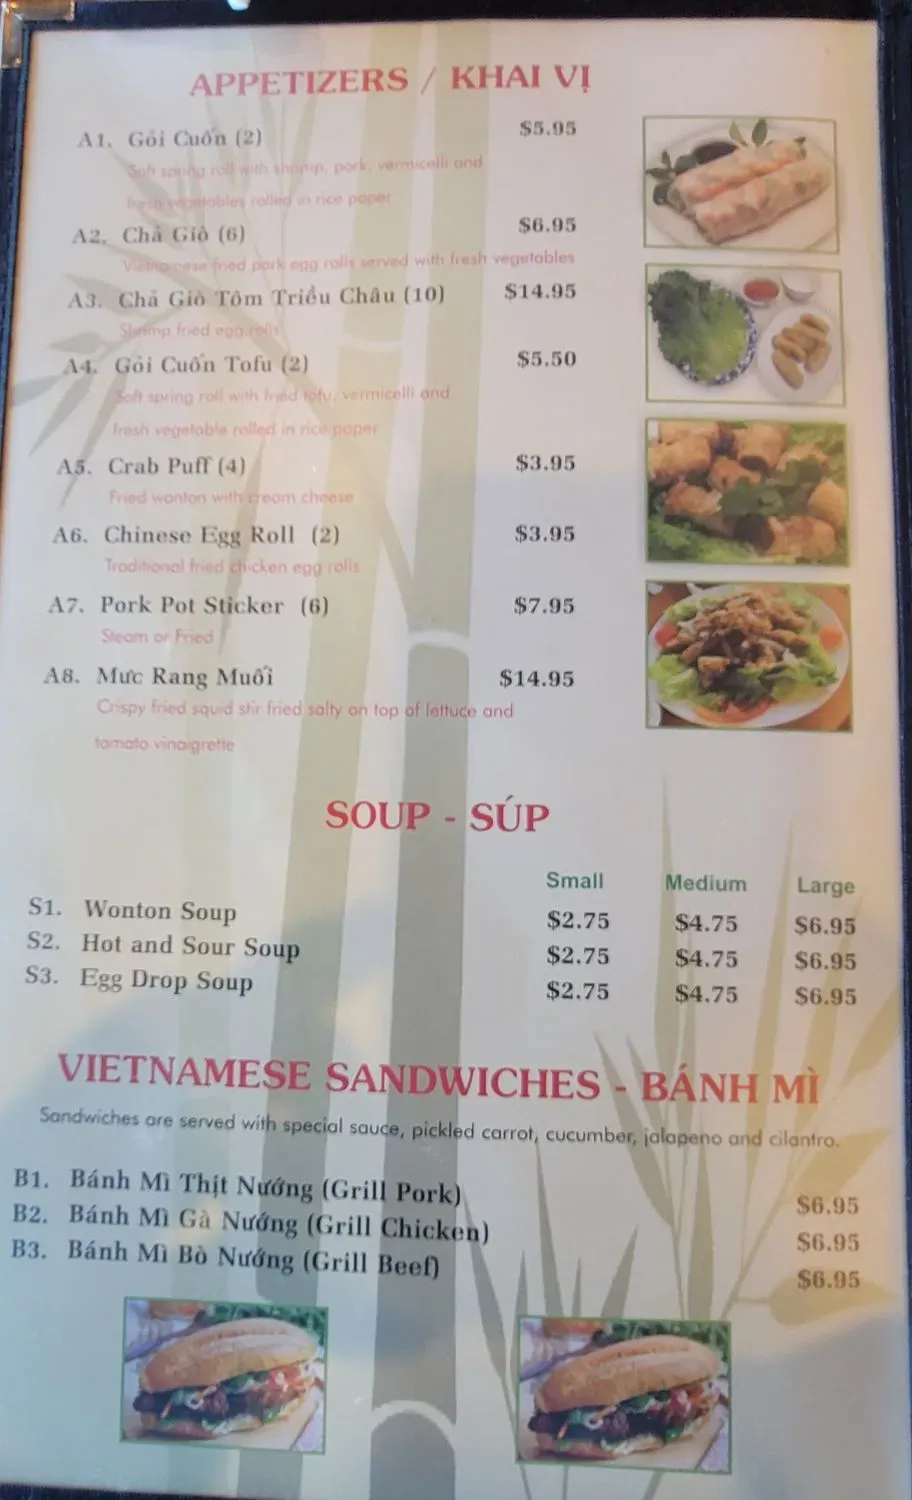 APPETIZERS / KHAI VỊ
A1. Gỏi Cuốn (2) $5.95
Soft spring roll with shrimp, pork, vermicelli and
fresh vegetables rolled in rice paper
A2. Chả Giò (6) $6.95
Vietnamese fried pork egg rolls served with fresh vegetables
A3. Chả Giò Tôm Triều Châu (10) $14.95
Shrimp fried egg rolls
A4. Gỏi Cuốn Tofu (2) $5.50
Soft spring roll with fried tofu, vermicelli and
fresh vegetable rolled in rice paper
A5. Crab Puff (4) $3.95
Fried wonton with cream cheese
A6. Chinese Egg Roll (2) $3.95
Traditional fried chicken egg rolls
A7. Pork Pot Sticker (6) $7.95
Steam or Fried
A8. Mực Rang Muối $14.95
Crispy fried squid stir fried salty on top of lettuce and
tomato vinaigrette
SOUP - SÚP
Small Medium Large
S1. Wonton Soup $2.75 $4.75 $6.95
S2. Hot and Sour Soup $2.75 $4.75 $6.95
S3. Egg Drop Soup $2.75 $4.75 $6.95
VIETNAMESE SANDWICHES - BÁNH MÌ
Sandwiches are served with special sauce, pickled carrot, cucumber, jalapeno and cilantro.
B1. Bánh Mì Thịt Nướng (Grill Pork) $6.95
B2. Bánh Mì Gà Nướng (Grill Chicken) $6.95
B3. Bánh Mì Bò Nướng (Grill Beef) $6.95